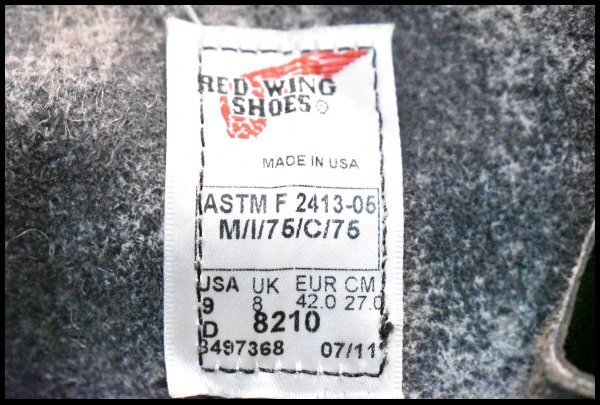 RED WING
SHOES®
MADE IN USA
ASTM F 2413-05
M/I/75/C/75
USA UK EUR CM
9 8 42.0 27.0
D 8210
3497368 07/11